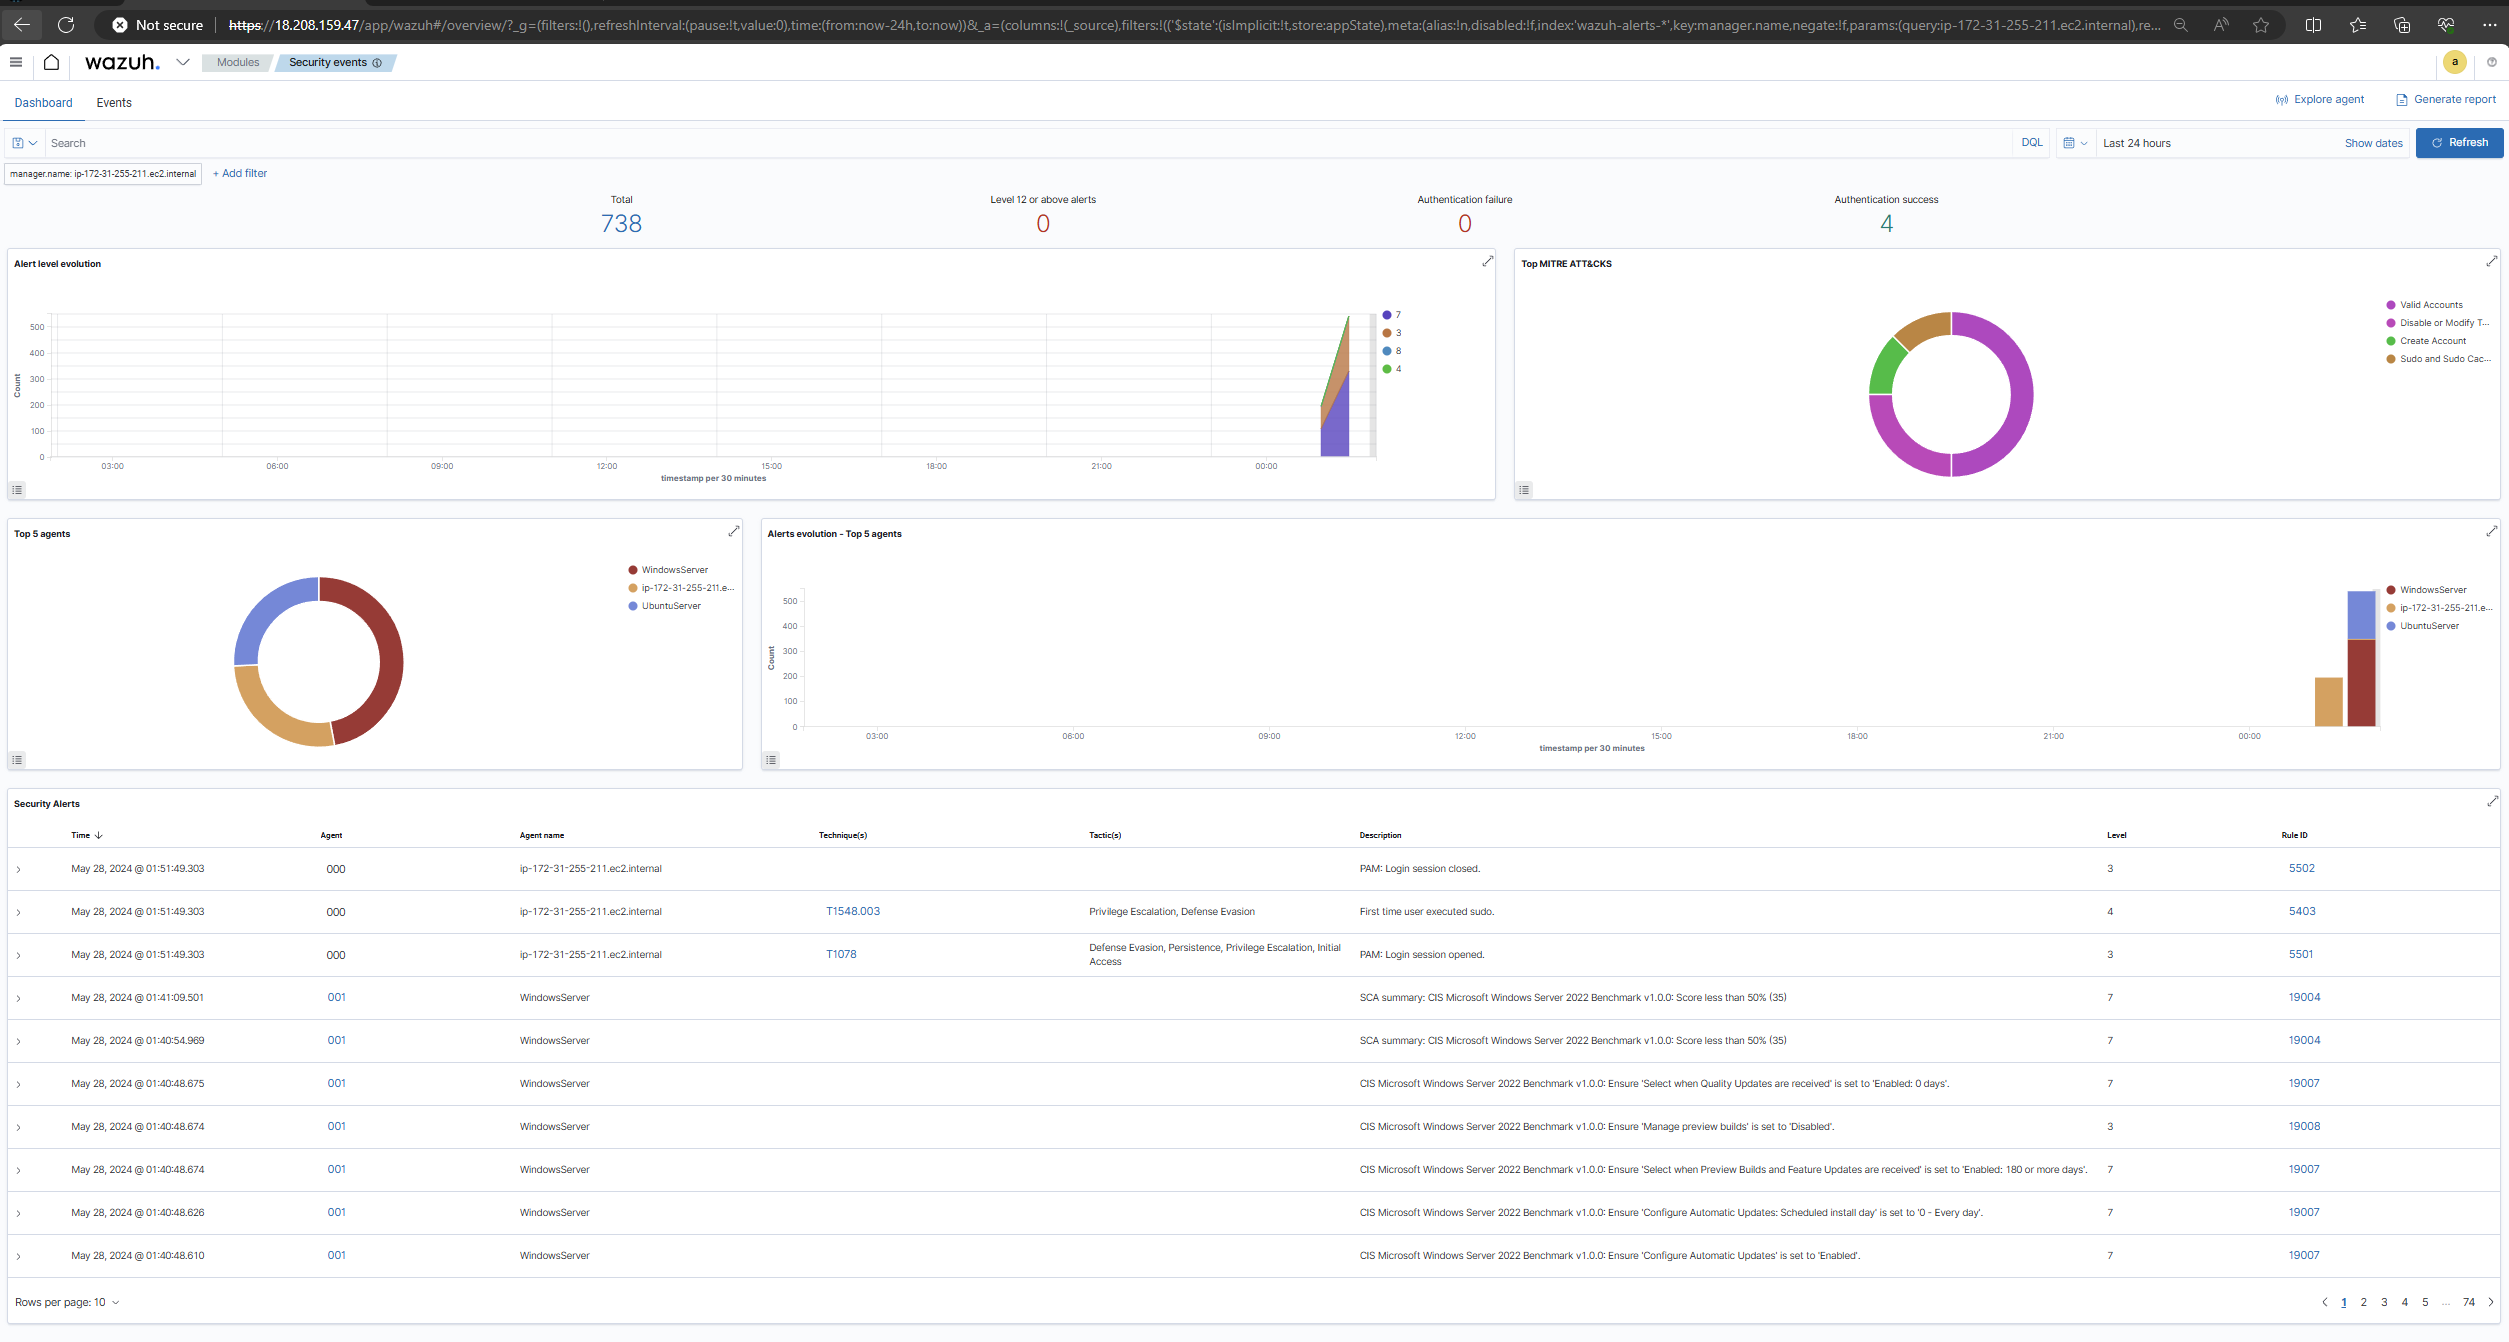 Not secure
https://18.208.159.47/app/wazuh#/overview/?_g=(filters:!(),refreshInterval:(pause:!t,value:0),time:(from:now-24h,to:now))&_a=(columns:!(_source),filters:!(('$state':(isImplicit:!t,store:appState),meta:(alias:!n,disabled:!f,index:'wazuh-alerts-*',key:manager.name,negate:!f,params:(query:ip-172-31-255-211.ec2.internal),re...
wazuh.
Modules
Security events
a
Dashboard
Events
Explore agent
Generate report
Search
DQL
Last 24 hours
Show dates
Refresh
manager.name: ip-172-31-255-211.ec2.internal
+ Add filter
Total
738
Level 12 or above alerts
0
Authentication failure
0
Authentication success
4
Alert level evolution
Count
500
400
300
200
100
0
03:00
06:00
09:00
12:00
15:00
18:00
21:00
00:00
timestamp per 30 minutes
7
3
8
4
Top MITRE ATT&CKS
Valid Accounts
Disable or Modify T...
Create Account
Sudo and Sudo Cac...
Top 5 agents
WindowsServer
ip-172-31-255-211.e...
UbuntuServer
Alerts evolution - Top 5 agents
Count
500
400
300
200
100
0
03:00
06:00
09:00
12:00
15:00
18:00
21:00
00:00
timestamp per 30 minutes
WindowsServer
ip-172-31-255-211.e...
UbuntuServer
Security Alerts
Time Agent Agent name Technique(s) Tactic(s) Description Level Rule ID
May 28, 2024 @ 01:51:49.303 000 ip-172-31-255-211.ec2.internal PAM: Login session closed. 3 5502
May 28, 2024 @ 01:51:49.303 000 ip-172-31-255-211.ec2.internal T1548.003 Privilege Escalation, Defense Evasion First time user executed sudo. 4 5403
May 28, 2024 @ 01:51:49.303 000 ip-172-31-255-211.ec2.internal T1078 Defense Evasion, Persistence, Privilege Escalation, Initial
Access PAM: Login session opened. 3 5501
May 28, 2024 @ 01:41:09.501 001 WindowsServer SCA summary: CIS Microsoft Windows Server 2022 Benchmark v1.0.0: Score less than 50% (35) 7 19004
May 28, 2024 @ 01:40:54.969 001 WindowsServer SCA summary: CIS Microsoft Windows Server 2022 Benchmark v1.0.0: Score less than 50% (35) 7 19004
May 28, 2024 @ 01:40:48.675 001 WindowsServer CIS Microsoft Windows Server 2022 Benchmark v1.0.0: Ensure 'Select when Quality Updates are received' is set to 'Enabled: 0 days'. 7 19007
May 28, 2024 @ 01:40:48.674 001 WindowsServer CIS Microsoft Windows Server 2022 Benchmark v1.0.0: Ensure 'Manage preview builds' is set to 'Disabled'. 3 19008
May 28, 2024 @ 01:40:48.674 001 WindowsServer CIS Microsoft Windows Server 2022 Benchmark v1.0.0: Ensure 'Select when Preview Builds and Feature Updates are received' is set to 'Enabled: 180 or more days'. 7 19007
May 28, 2024 @ 01:40:48.626 001 WindowsServer CIS Microsoft Windows Server 2022 Benchmark v1.0.0: Ensure 'Configure Automatic Updates: Scheduled install day' is set to '0 - Every day'. 7 19007
May 28, 2024 @ 01:40:48.610 001 WindowsServer CIS Microsoft Windows Server 2022 Benchmark v1.0.0: Ensure 'Configure Automatic Updates' is set to 'Enabled'. 7 19007
Rows per page: 10
1 2 3 4 5 ... 74